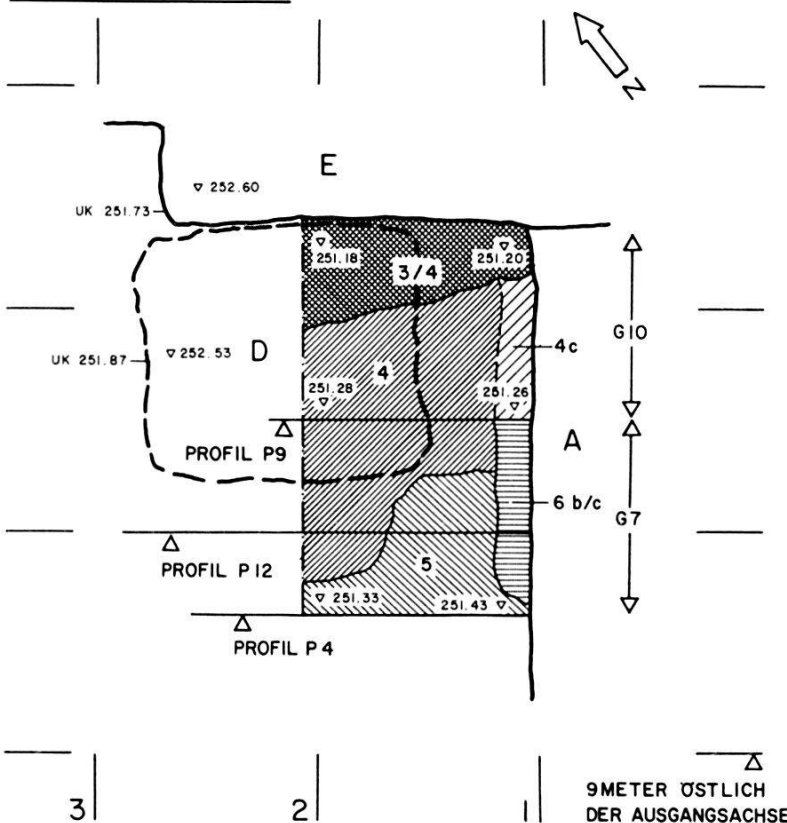 N
E
▽ 252.60
UK 251.73
▽
251.18
▽
251.20
3/4
G10
D
▽ 252.53
UK 251.87
4c
4
251.28
▽
251.26
▽
A
PROFIL P9
6 b/c
G7
PROFIL P12
5
▽ 251.33
251.43 ▽
PROFIL P4
3
2
1
9 METER ÖSTLICH
DER AUSGANGSACHSE